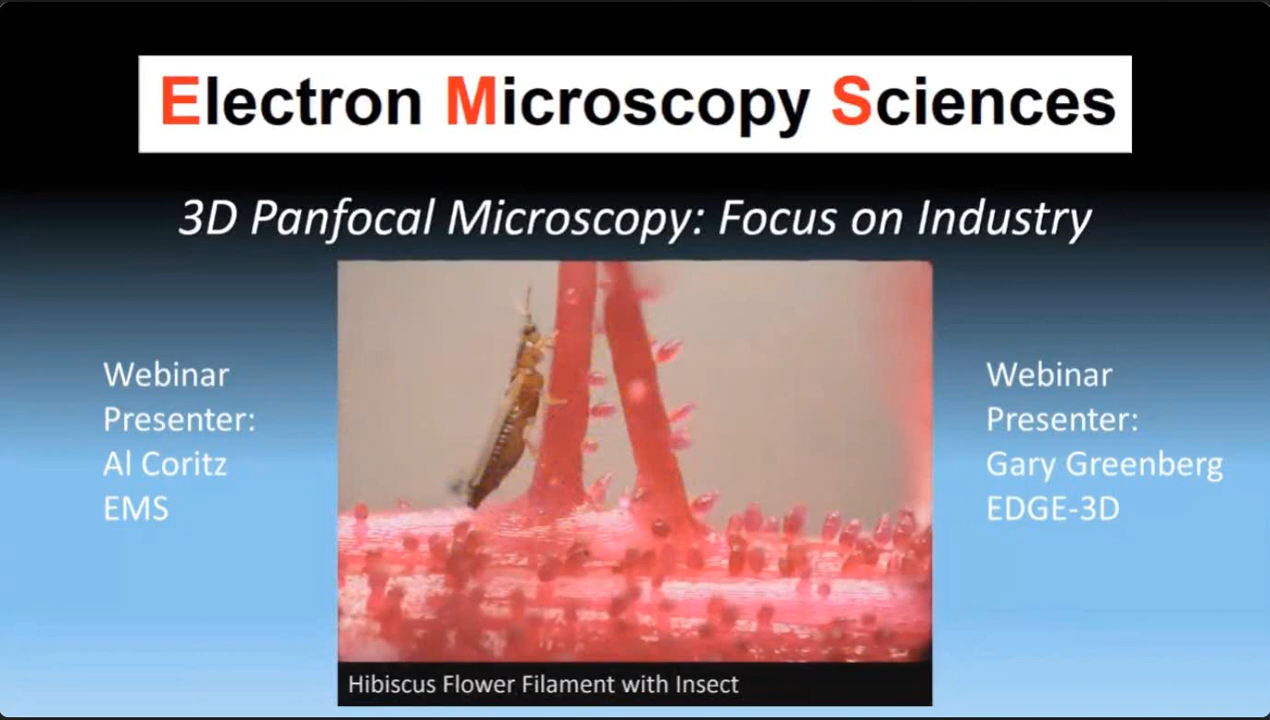 Electron Microscopy Sciences
3D Panfocal Microscopy: Focus on Industry
Webinar
Presenter:
Al Coritz
EMS
Webinar
Presenter:
Gary Greenberg
EDGE-3D
Hibiscus Flower Filament with Insect